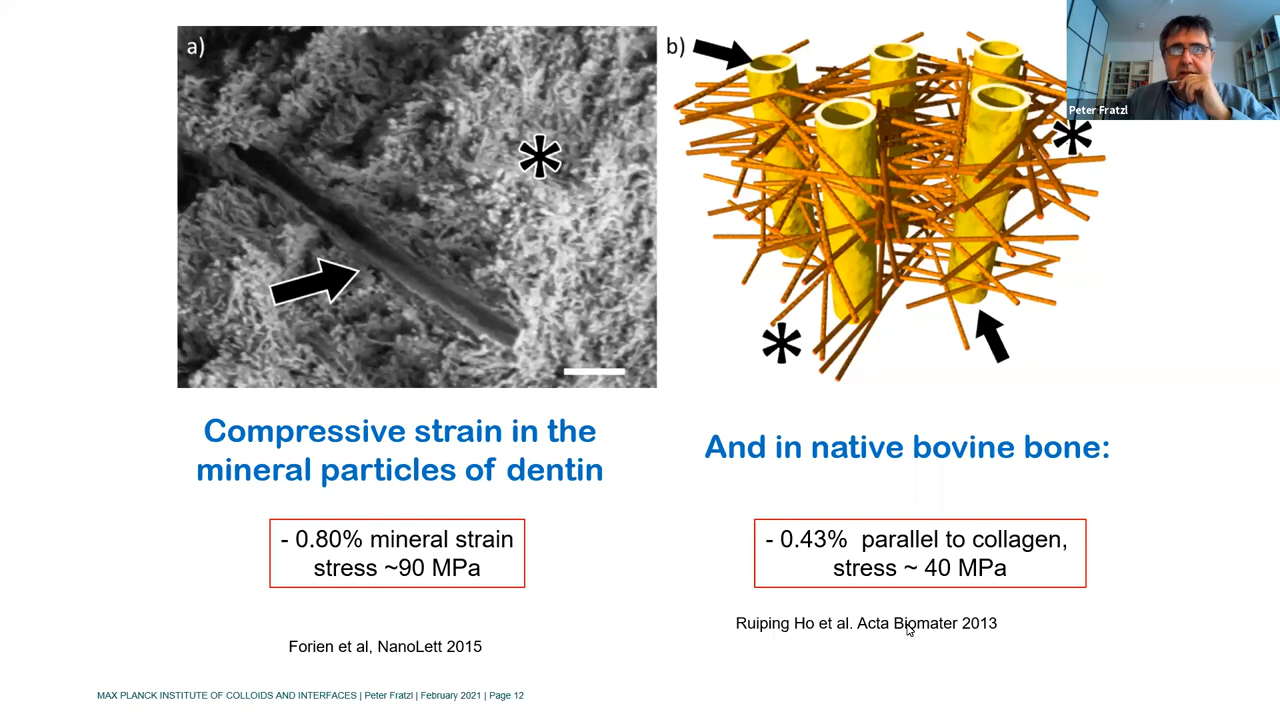 a)
b)
Peter Fratzl
Compressive strain in the
mineral particles of dentin
And in native bovine bone:
- 0.80% mineral strain
stress ~90 MPa
- 0.43%  parallel to collagen,
stress ~ 40 MPa
Ruiping Ho et al. Acta Biomater 2013
Forien et al, NanoLett 2015
MAX PLANCK INSTITUTE OF COLLOIDS AND INTERFACES | Peter Fratzl | February 2021 | Page 12